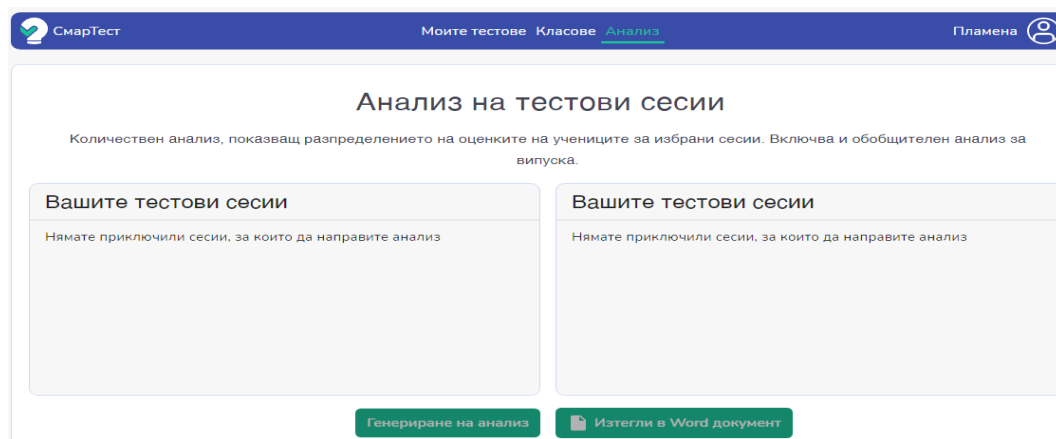 СмарТест
Моите тестове Класове Анализ
Пламена
Анализ на тестови сесии
Количествен анализ, показващ разпределението на оценките на учениците за избрани сесии. Включва и обобщителен анализ за
випуска.
Вашите тестови сесии
Нямате приключили сесии, за които да направите анализ
Вашите тестови сесии
Нямате приключили сесии, за които да направите анализ
Генериране на анализ
Изтегли в Word документ